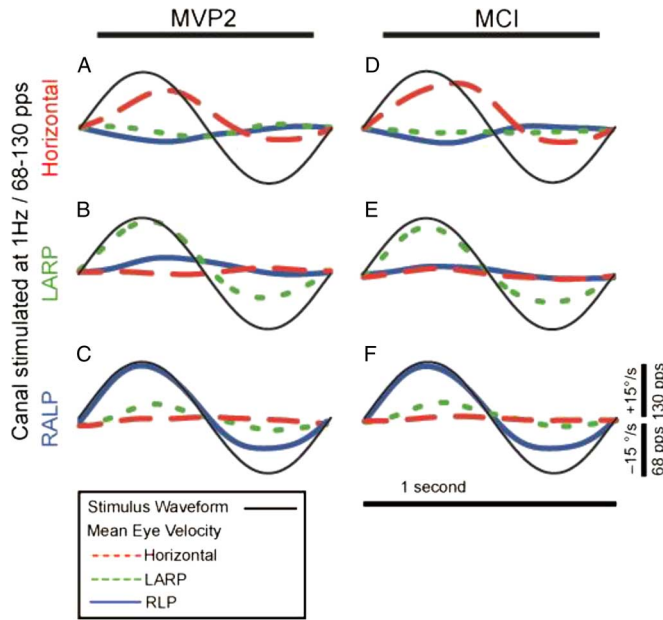 MVP2
MCI
Canal stimulated at 1Hz / 68-130 pps
Horizontal
LARP
RALP
A
D
B
E
C
F
+15°/s
130 pps
−15 °/s
68 pps
1 second
Stimulus Waveform
Mean Eye Velocity
Horizontal
LARP
RLP